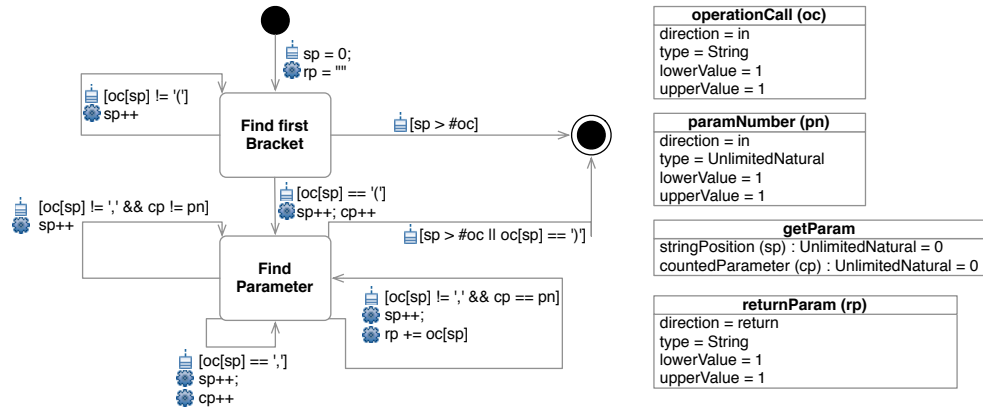 sp = 0;
rp = ""
[oc[sp] != '(']
sp++
Find first
Bracket
[sp > #oc]
[oc[sp] == '(']
sp++; cp++
[oc[sp] != ',' && cp != pn]
sp++
[sp > #oc || oc[sp] == ')']
Find
Parameter
[oc[sp] != ',' && cp == pn]
sp++;
rp += oc[sp]
[oc[sp] == ',']
sp++;
cp++
operationCall (oc)
direction = in
type = String
lowerValue = 1
upperValue = 1
paramNumber (pn)
direction = in
type = UnlimitedNatural
lowerValue = 1
upperValue = 1
getParam
stringPosition (sp) : UnlimitedNatural = 0
countedParameter (cp) : UnlimitedNatural = 0
returnParam (rp)
direction = return
type = String
lowerValue = 1
upperValue = 1